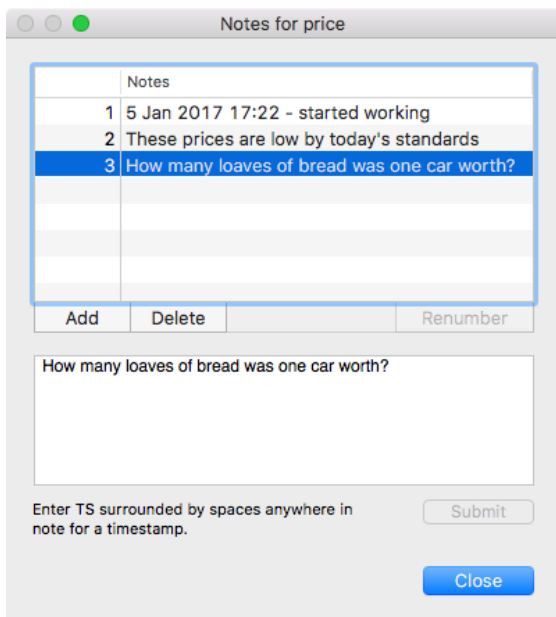 Notes for price
Notes
1 5 Jan 2017 17:22 - started working
2 These prices are low by today's standards
3 How many loaves of bread was one car worth?
Add Delete Renumber
How many loaves of bread was one car worth?
Enter TS surrounded by spaces anywhere in
note for a timestamp.
Submit
Close